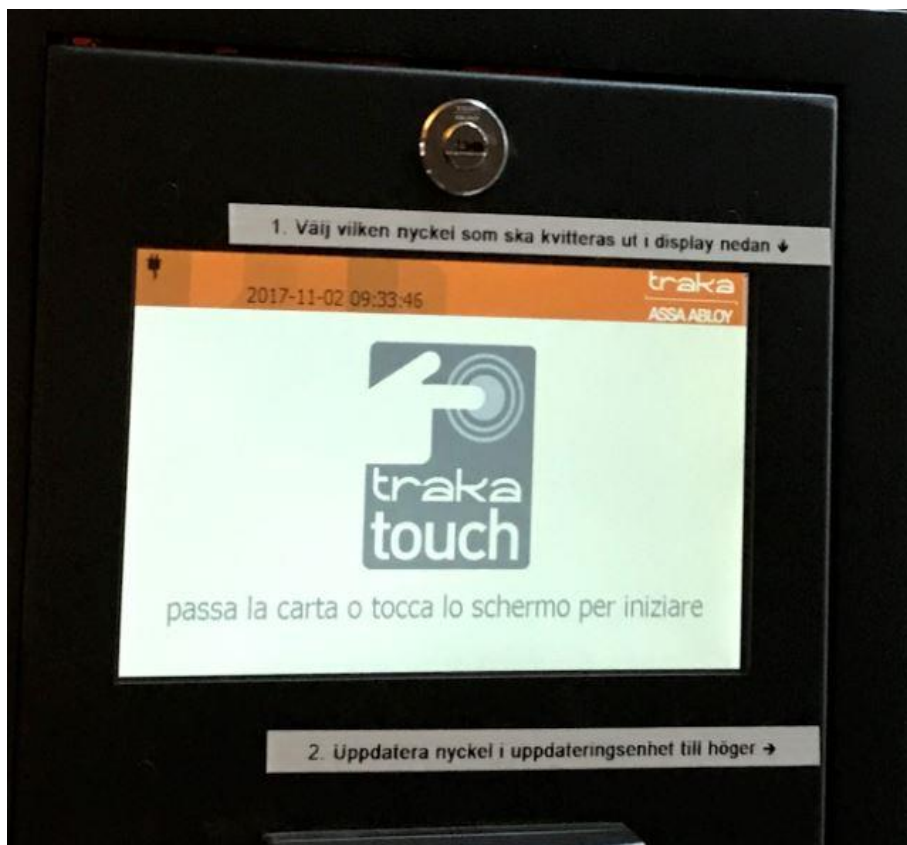 1. Välj vilken nyckel som ska kvitteras ut i display nedan ↓
traka
2017-11-02 09:33:46
ASSA ABLOY
traka
touch
passa la carta o tocca lo schermo per iniziare
2. Uppdatera nyckel i uppdateringsenhet till höger →